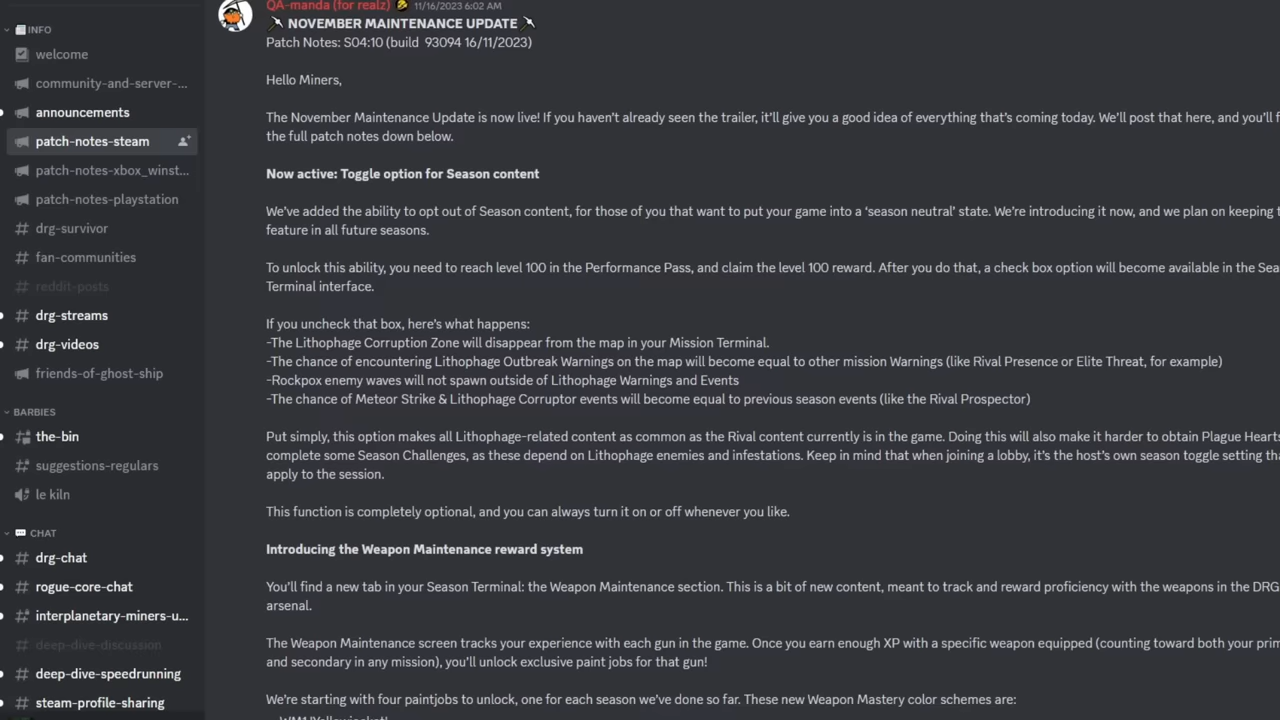 INFO
welcome
community-and-server-...
announcements
patch-notes-steam
patch-notes-xbox_winst...
patch-notes-playstation
drg-survivor
fan-communities
reddit-posts
drg-streams
drg-videos
friends-of-ghost-ship
BARBIES
the-bin
suggestions-regulars
le kiln
CHAT
drg-chat
rogue-core-chat
interplanetary-miners-u...
deep-dive-discussion
deep-dive-speedrunning
steam-profile-sharing
QA-manda (for realz) 11/16/2023 6:02 AM
NOVEMBER MAINTENANCE UPDATE
Patch Notes: S04:10 (build 93094 16/11/2023)
Hello Miners,
The November Maintenance Update is now live! If you haven't already seen the trailer, it'll give you a good idea of everything that's coming today. We'll post that here, and you'll f
the full patch notes down below.
Now active: Toggle option for Season content
We've added the ability to opt out of Season content, for those of you that want to put your game into a 'season neutral' state. We're introducing it now, and we plan on keeping t
feature in all future seasons.
To unlock this ability, you need to reach level 100 in the Performance Pass, and claim the level 100 reward. After you do that, a check box option will become available in the Sea
Terminal interface.
If you uncheck that box, here's what happens:
-The Lithophage Corruption Zone will disappear from the map in your Mission Terminal.
-The chance of encountering Lithophage Outbreak Warnings on the map will become equal to other mission Warnings (like Rival Presence or Elite Threat, for example)
-Rockpox enemy waves will not spawn outside of Lithophage Warnings and Events
-The chance of Meteor Strike & Lithophage Corruptor events will become equal to previous season events (like the Rival Prospector)
Put simply, this option makes all Lithophage-related content as common as the Rival content currently is in the game. Doing this will also make it harder to obtain Plague Hearts
complete some Season Challenges, as these depend on Lithophage enemies and infestations. Keep in mind that when joining a lobby, it's the host's own season toggle setting tha
apply to the session.
This function is completely optional, and you can always turn it on or off whenever you like.
Introducing the Weapon Maintenance reward system
You'll find a new tab in your Season Terminal: the Weapon Maintenance section. This is a bit of new content, meant to track and reward proficiency with the weapons in the DRG
arsenal.
The Weapon Maintenance screen tracks your experience with each gun in the game. Once you earn enough XP with a specific weapon equipped (counting toward both your prim
and secondary in any mission), you'll unlock exclusive paint jobs for that gun!
We're starting with four paintjobs to unlock, one for each season we've done so far. These new Weapon Mastery color schemes are: